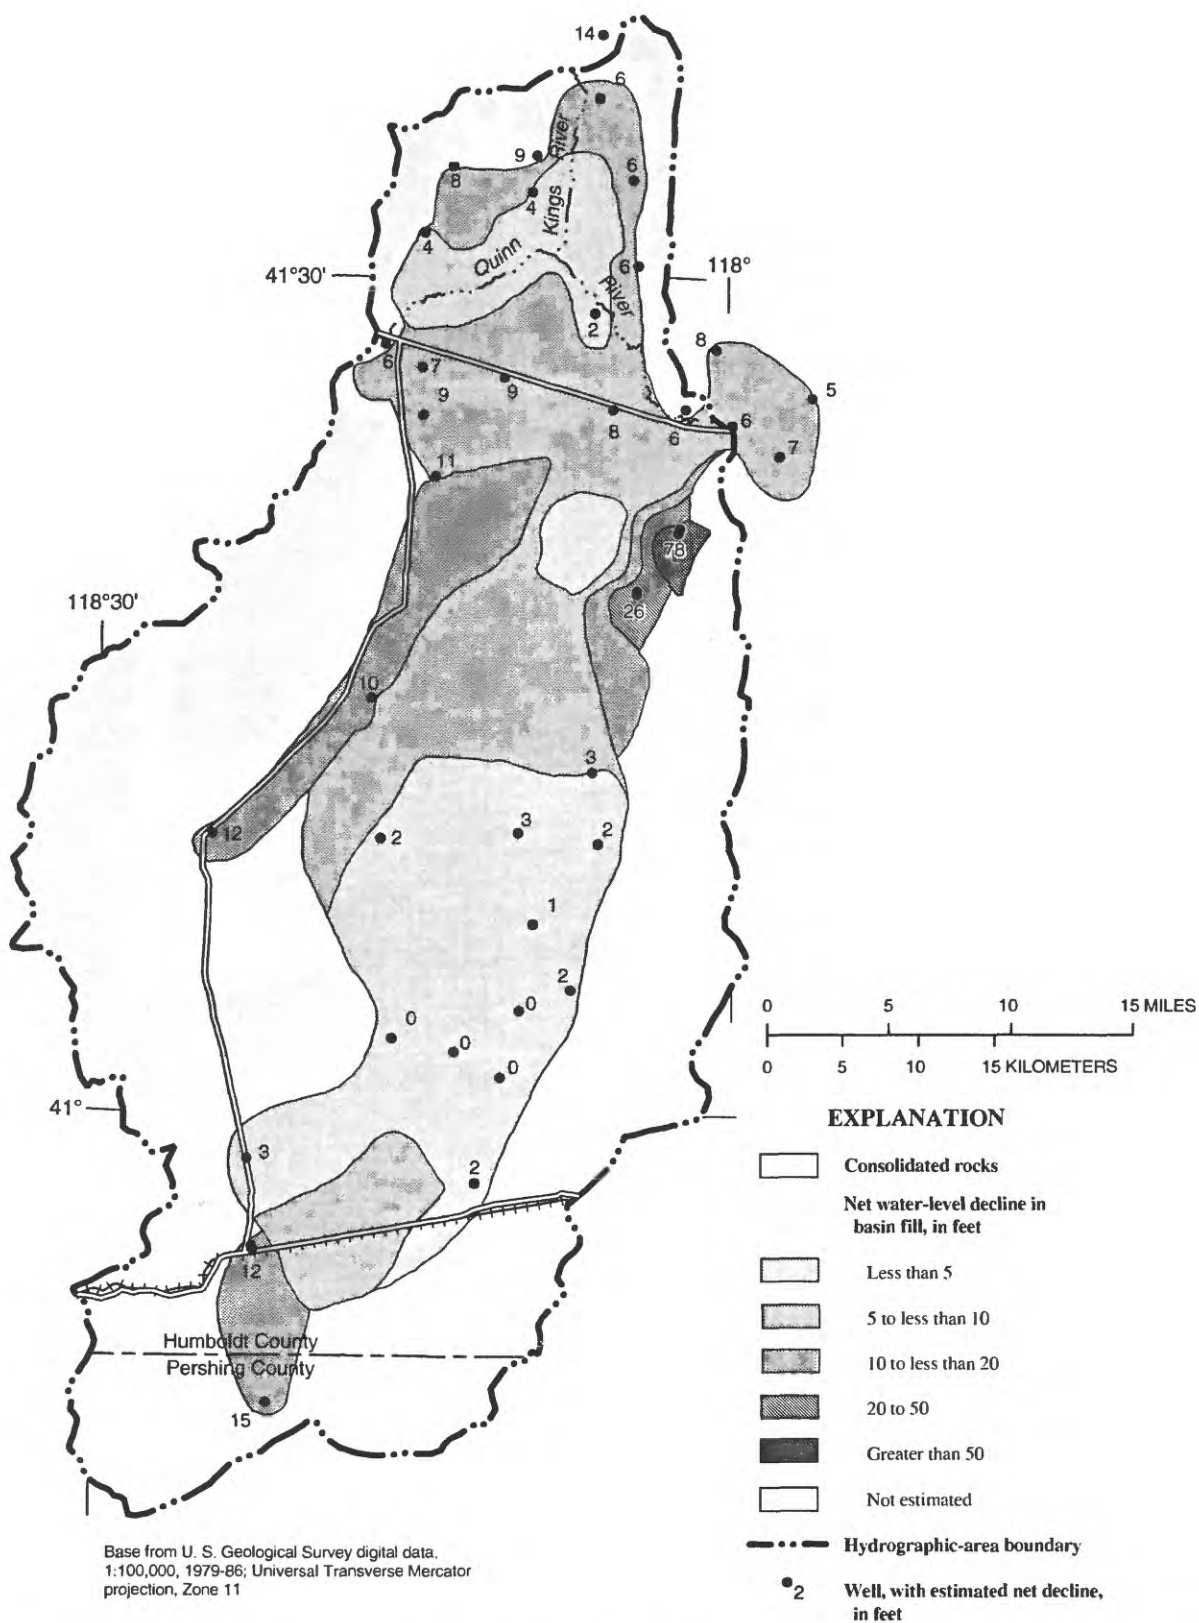 14
6
River
9
8
6
4
Kings
4
Quinn
41°30'
6
118°
River
2
8
6
7
9
5
9
8
6
6
7
11
78
118°30'
26
10
3
12
2
3
2
1
2
0
0
0
0
41°
3
2
12
Humboldt County
Pershing County
15
0 5 10 15 MILES
0 5 10 15 KILOMETERS
EXPLANATION
Consolidated rocks
Net water-level decline in
basin fill, in feet
Less than 5
5 to less than 10
10 to less than 20
20 to 50
Greater than 50
Not estimated
Hydrographic-area boundary
2 Well, with estimated net decline,
in feet
Base from U. S. Geological Survey digital data,
1:100,000, 1979-86; Universal Transverse Mercator
projection, Zone 11